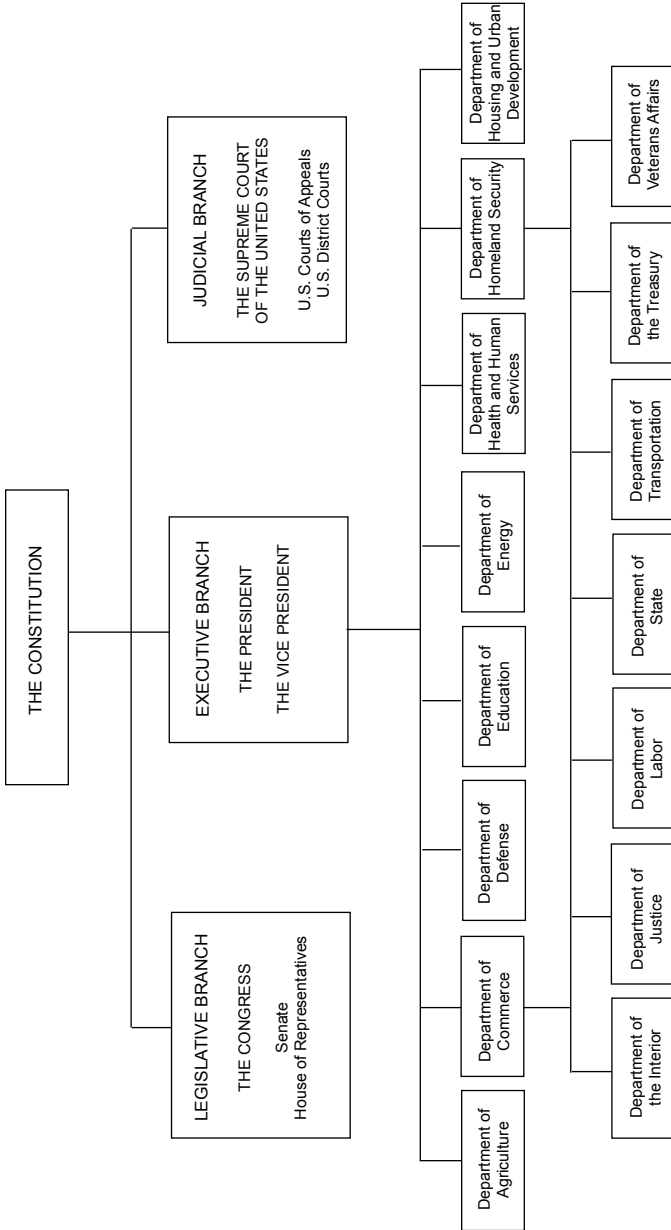 THE CONSTITUTION
LEGISLATIVE BRANCH
THE CONGRESS
Senate
House of Representatives
EXECUTIVE BRANCH
THE PRESIDENT
THE VICE PRESIDENT
JUDICIAL BRANCH
THE SUPREME COURT
OF THE UNITED STATES
U.S. Courts of Appeals
U.S. District Courts
Department of
Agriculture
Department of
Commerce
Department of
Defense
Department of
Education
Department of
Energy
Department of
Health and Human
Services
Department of
Homeland Security
Department of
Housing and Urban
Development
Department of
the Interior
Department of
Justice
Department of
Labor
Department of
State
Department of
Transportation
Department of
the Treasury
Department of
Veterans Affairs